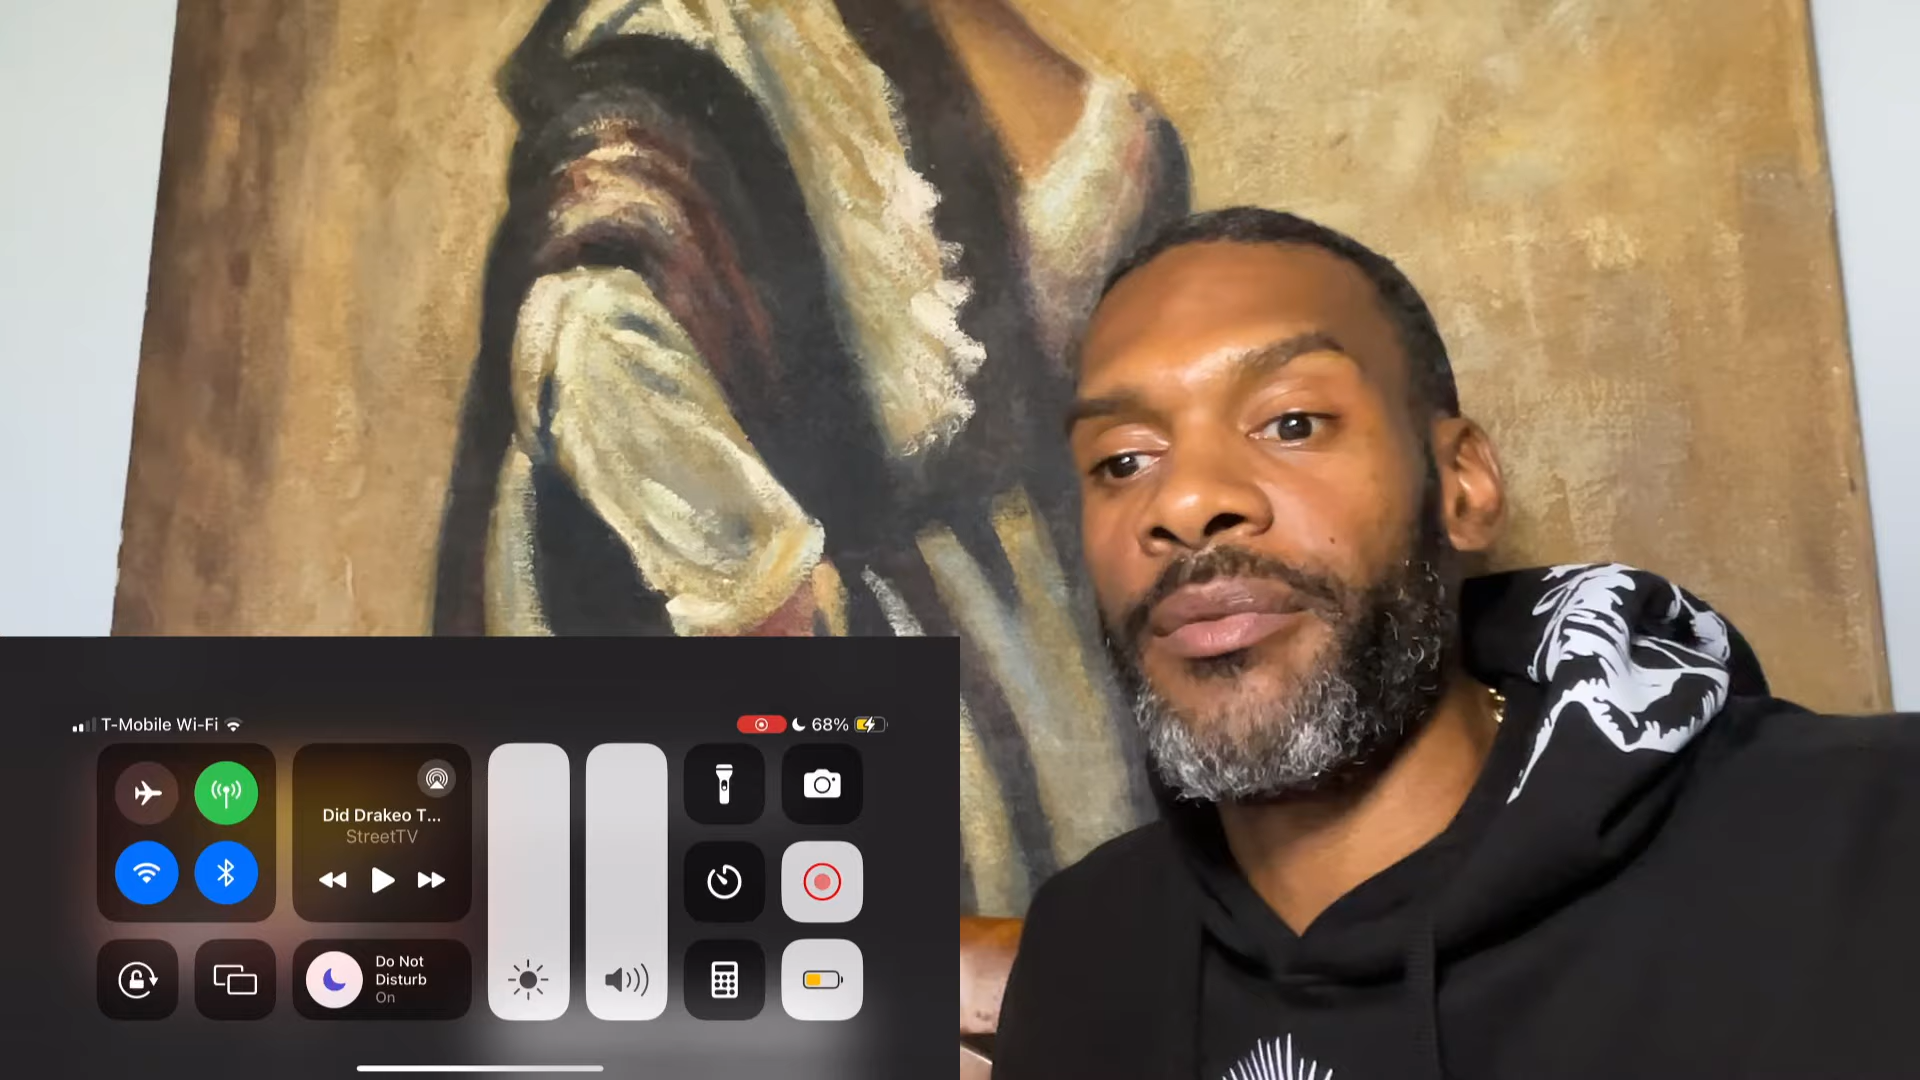 T-Mobile Wi-Fi
68%
Did Drakeo T...
StreetTV
Do Not
Disturb
On